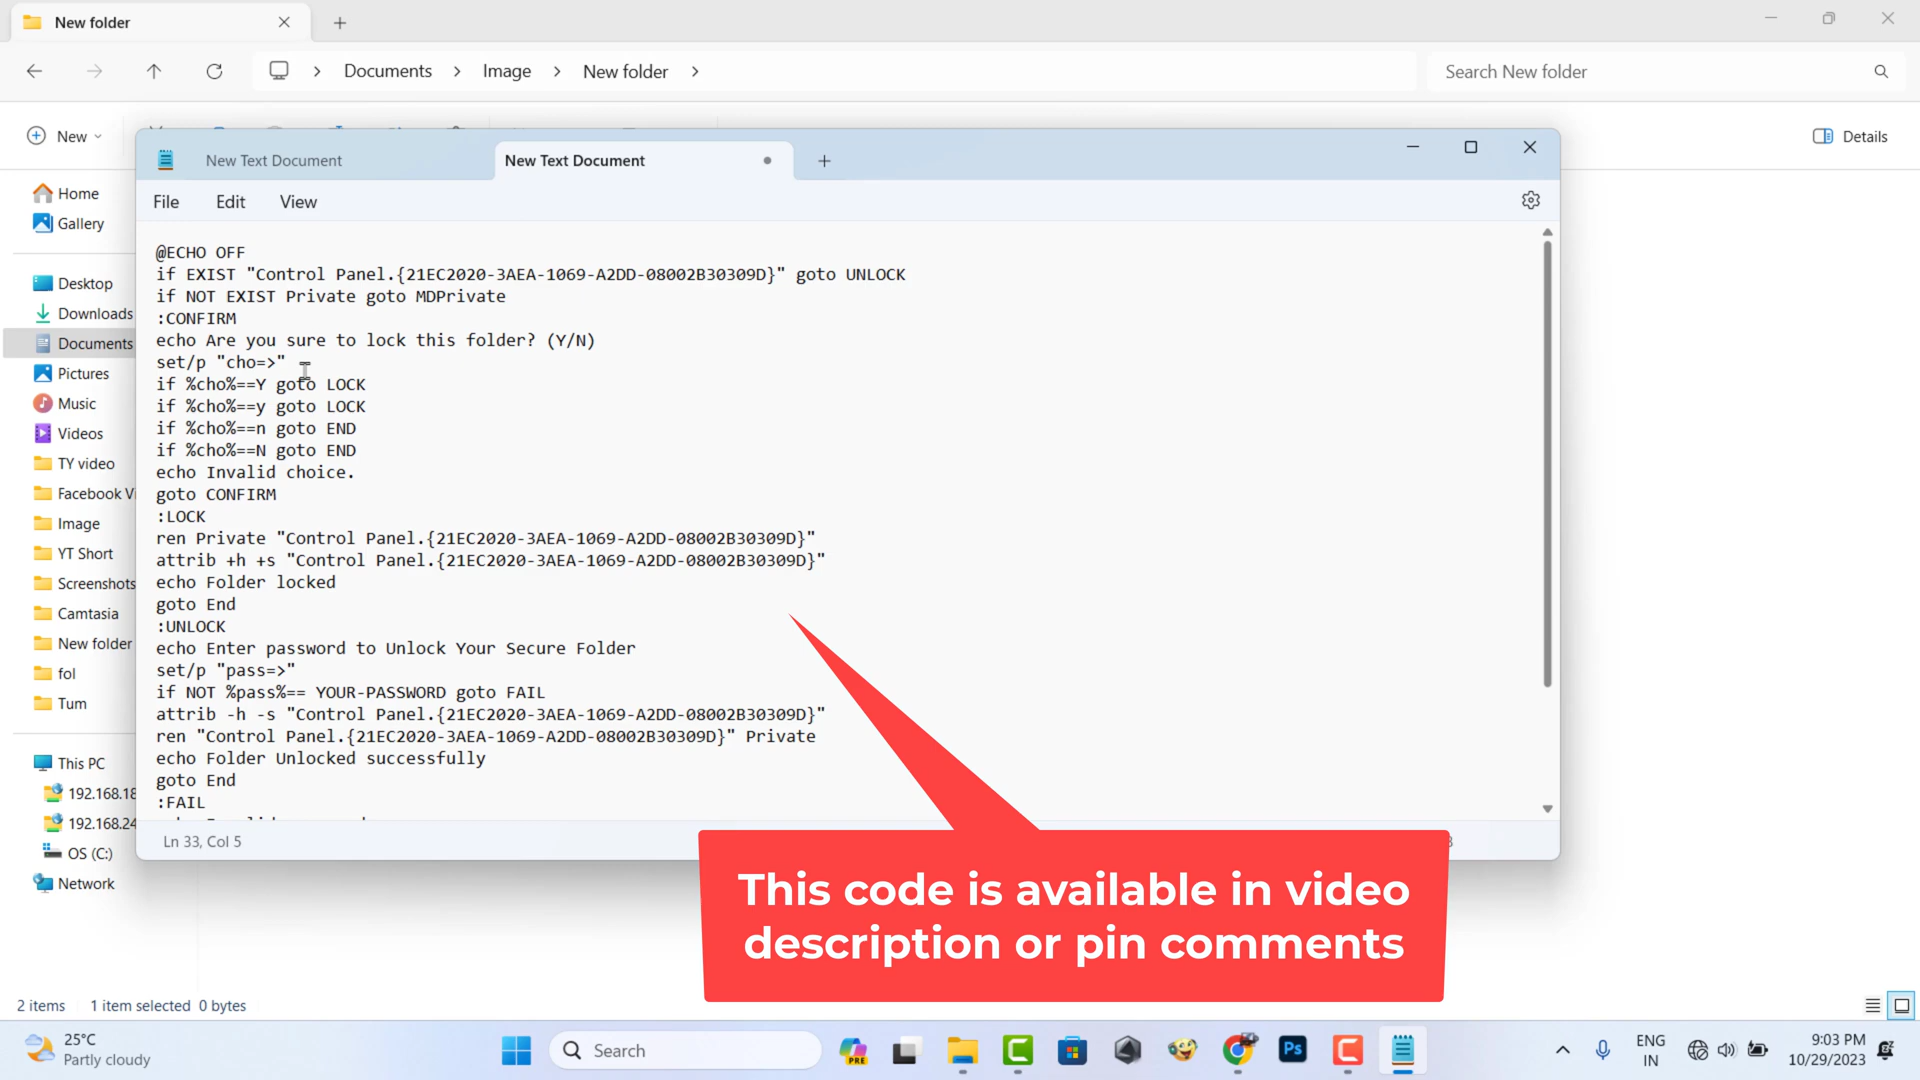 New folder
Documents
Image
New folder
Search New folder
New
Details
New Text Document
New Text Document
File
Edit
View
Home
Gallery
Desktop
Downloads
Documents
Pictures
Music
Videos
TY video
Facebook Vi
Image
YT Short
Screenshots
Camtasia
New folder
fol
Tum
This PC
192.168.18
192.168.24
OS (C:)
Network
@ECHO OFF
if EXIST "Control Panel.{21EC2020-3AEA-1069-A2DD-08002B30309D}" goto UNLOCK
if NOT EXIST Private goto MDPrivate
:CONFIRM
echo Are you sure to lock this folder? (Y/N)
set/p "cho=>"
if %cho%==Y goto LOCK
if %cho%==y goto LOCK
if %cho%==n goto END
if %cho%==N goto END
echo Invalid choice.
goto CONFIRM
:LOCK
ren Private "Control Panel.{21EC2020-3AEA-1069-A2DD-08002B30309D}"
attrib +h +s "Control Panel.{21EC2020-3AEA-1069-A2DD-08002B30309D}"
echo Folder locked
goto End
:UNLOCK
echo Enter password to Unlock Your Secure Folder
set/p "pass=>"
if NOT %pass%== YOUR-PASSWORD goto FAIL
attrib -h -s "Control Panel.{21EC2020-3AEA-1069-A2DD-08002B30309D}"
ren "Control Panel.{21EC2020-3AEA-1069-A2DD-08002B30309D}" Private
echo Folder Unlocked successfully
goto End
:FAIL
Ln 33, Col 5
This code is available in video
description or pin comments
2 items
1 item selected 0 bytes
25°C
Partly cloudy
Search
PRE
Ps
ENG
IN
9:03 PM
10/29/2023